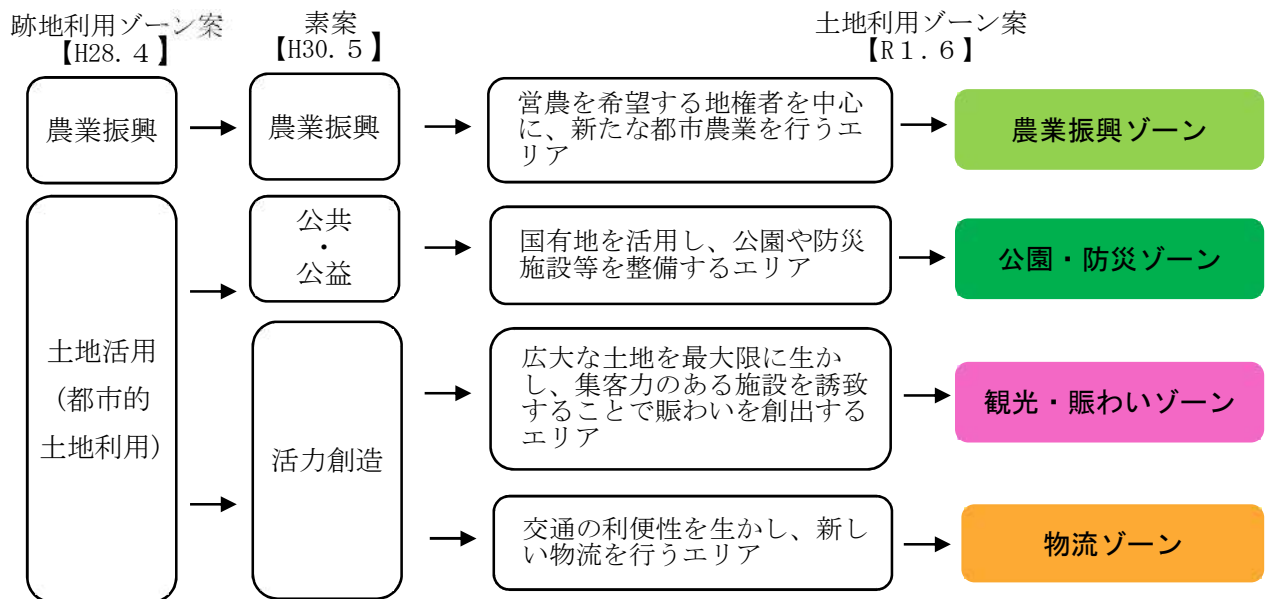 跡地利用ゾーン案
【H28.４】
素案
【H30.５】
土地利用ゾーン案
【R１.６】
農業振興
農業振興
営農を希望する地権者を中心
に、新たな都市農業を行うエ
リア
農業振興ゾーン
土地活用
(都市的
土地利用)
公共
・
公益
国有地を活用し、公園や防災
施設等を整備するエリア
公園・防災ゾーン
活力創造
広大な土地を最大限に生か
し、集客力のある施設を誘致
することで賑わいを創出する
エリア
観光・賑わいゾーン
交通の利便性を生かし、新し
い物流を行うエリア
物流ゾーン